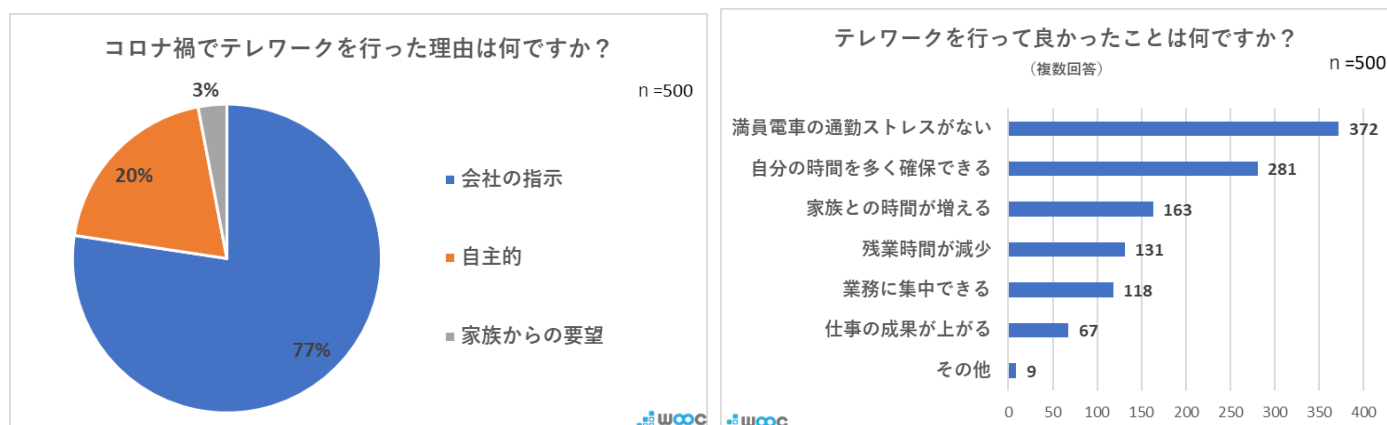 コロナ禍でテレワークを行った理由は何ですか？
n =500
3%
20%
77%
会社の指示
自主的
家族からの要望
wooc
テレワークを行って良かったことは何ですか？
（複数回答）
n =500
満員電車の通勤ストレスがない 372
自分の時間を多く確保できる 281
家族との時間が増える 163
残業時間が減少 131
業務に集中できる 118
仕事の成果が上がる 67
その他 9
0 50 100 150 200 250 300 350 400
wooc